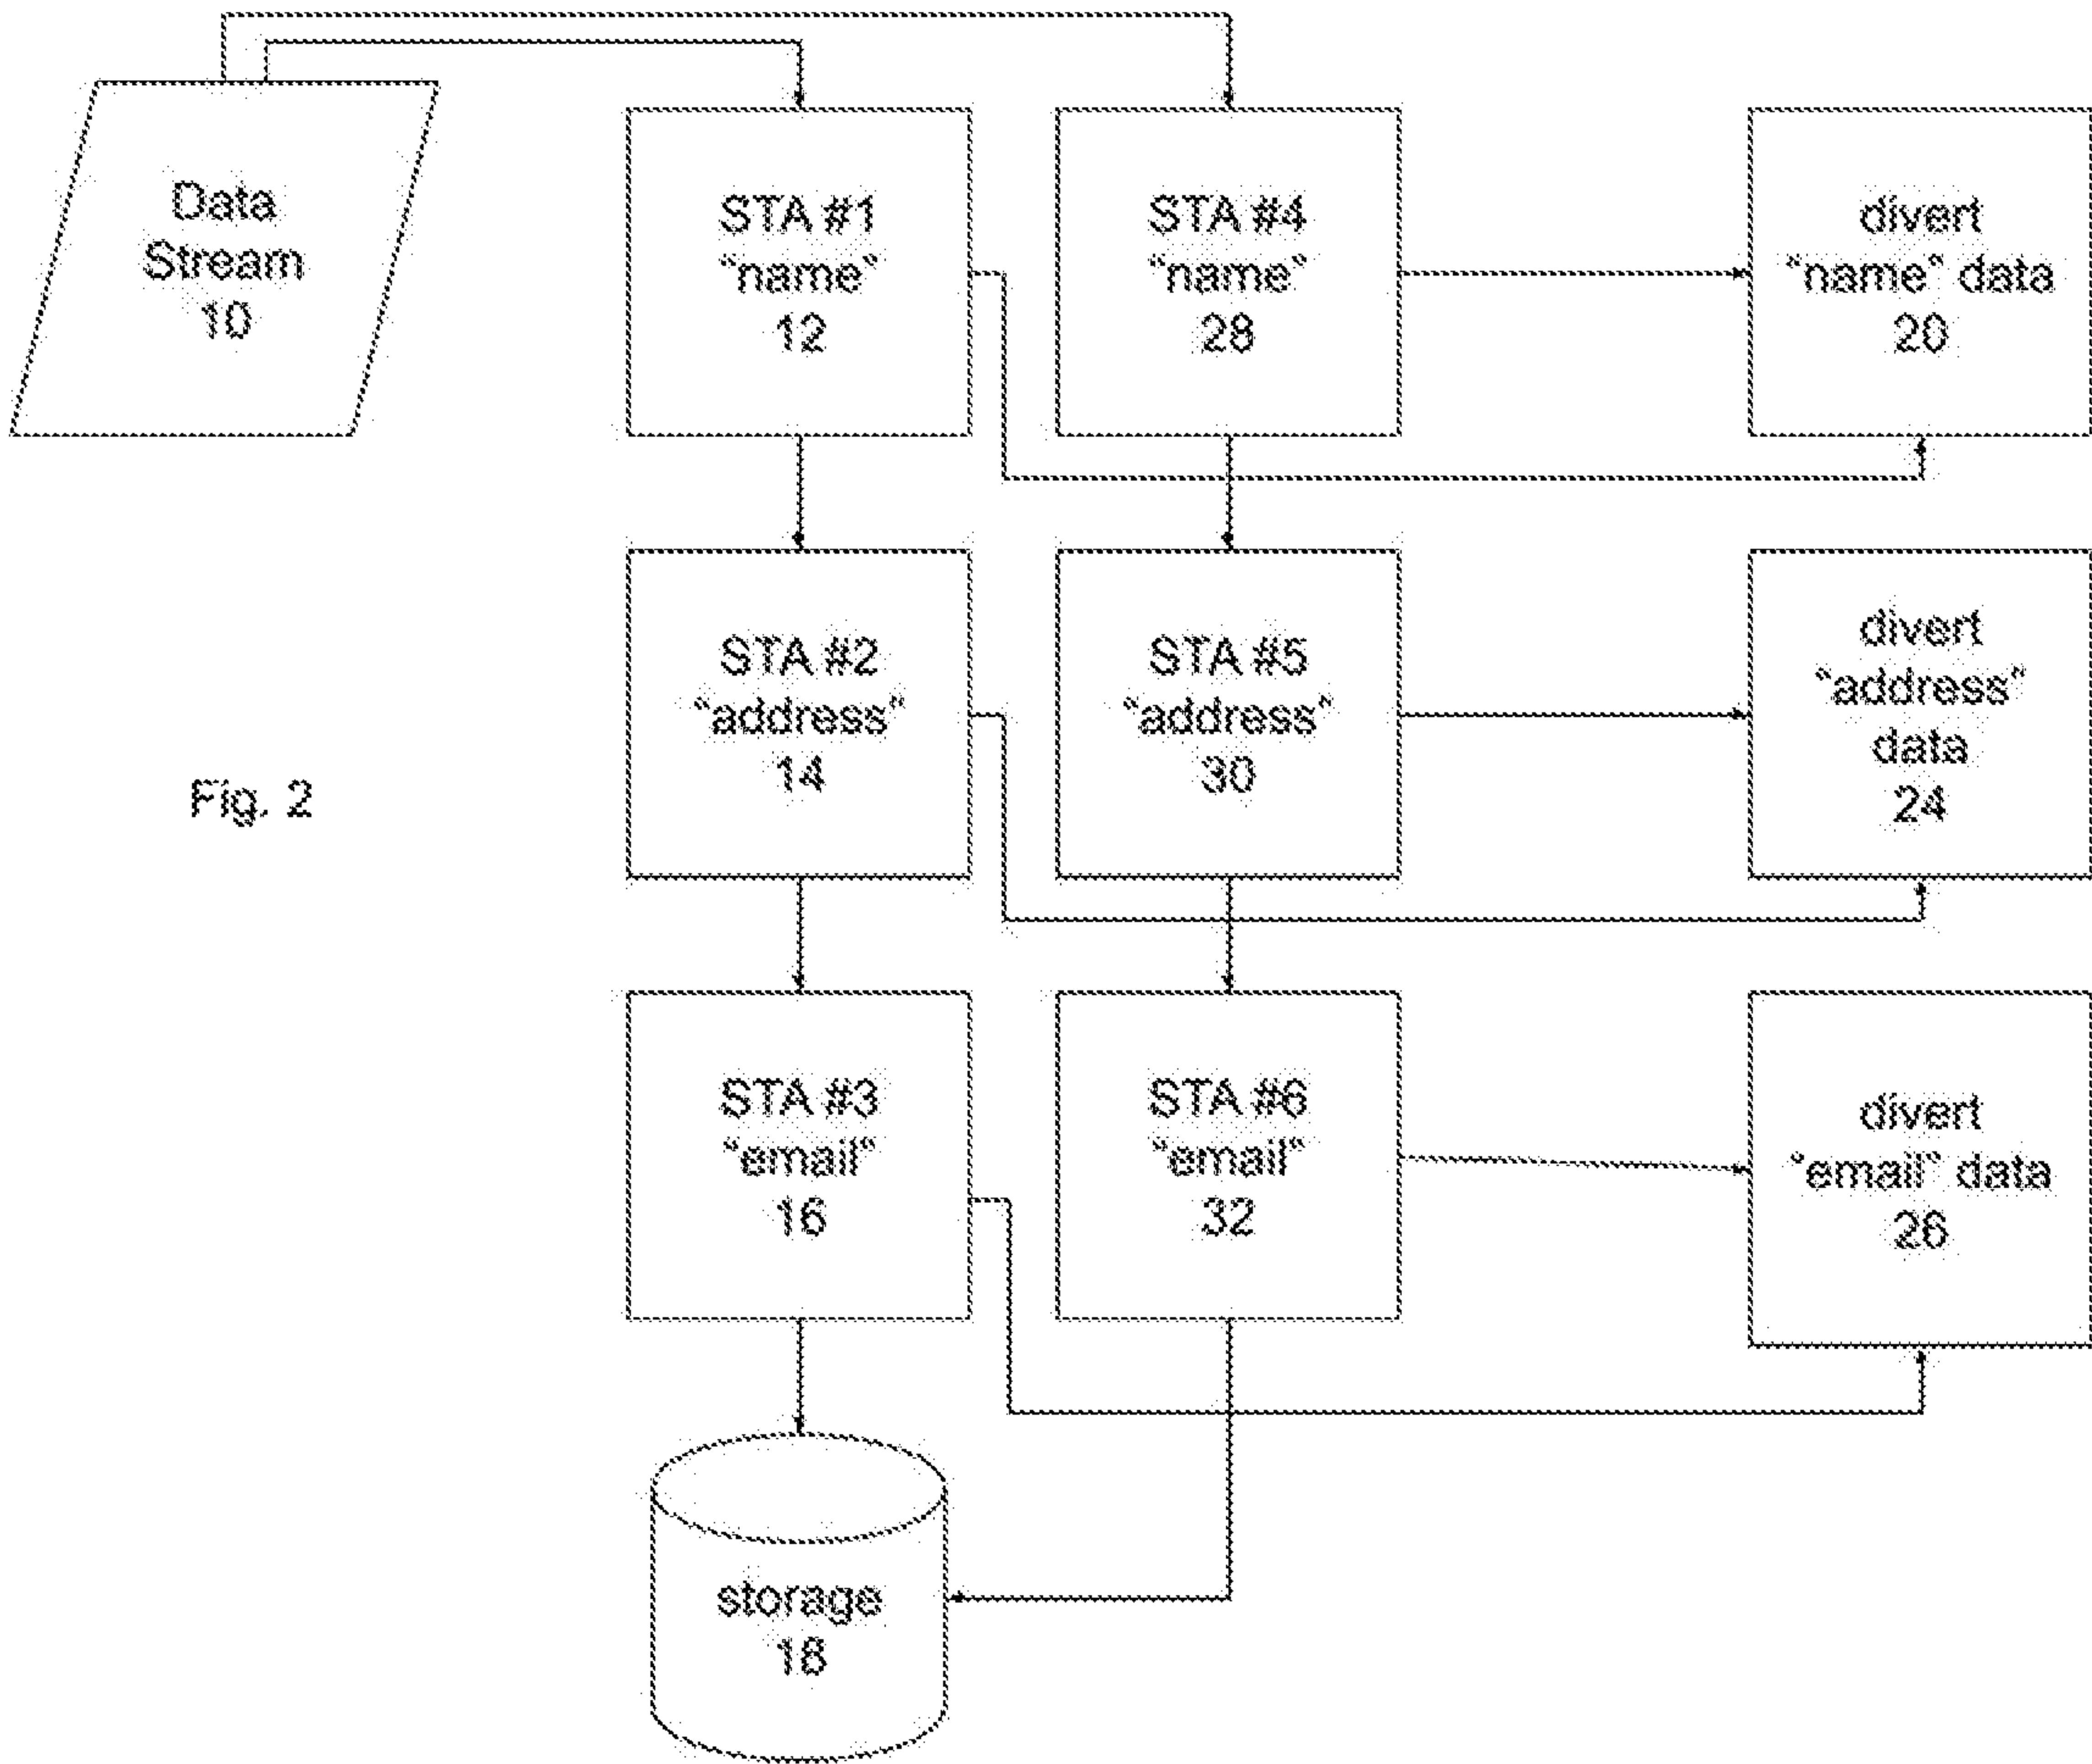 Data
Stream
10
STA #1
“name”
12
STA #4
“name”
28
divert
“name” data
20
STA #2
“address”
14
STA #5
“address”
30
divert
“address”
data
24
Fig. 2
STA #3
“email”
16
STA #6
“email”
32
divert
“email” data
26
storage
18